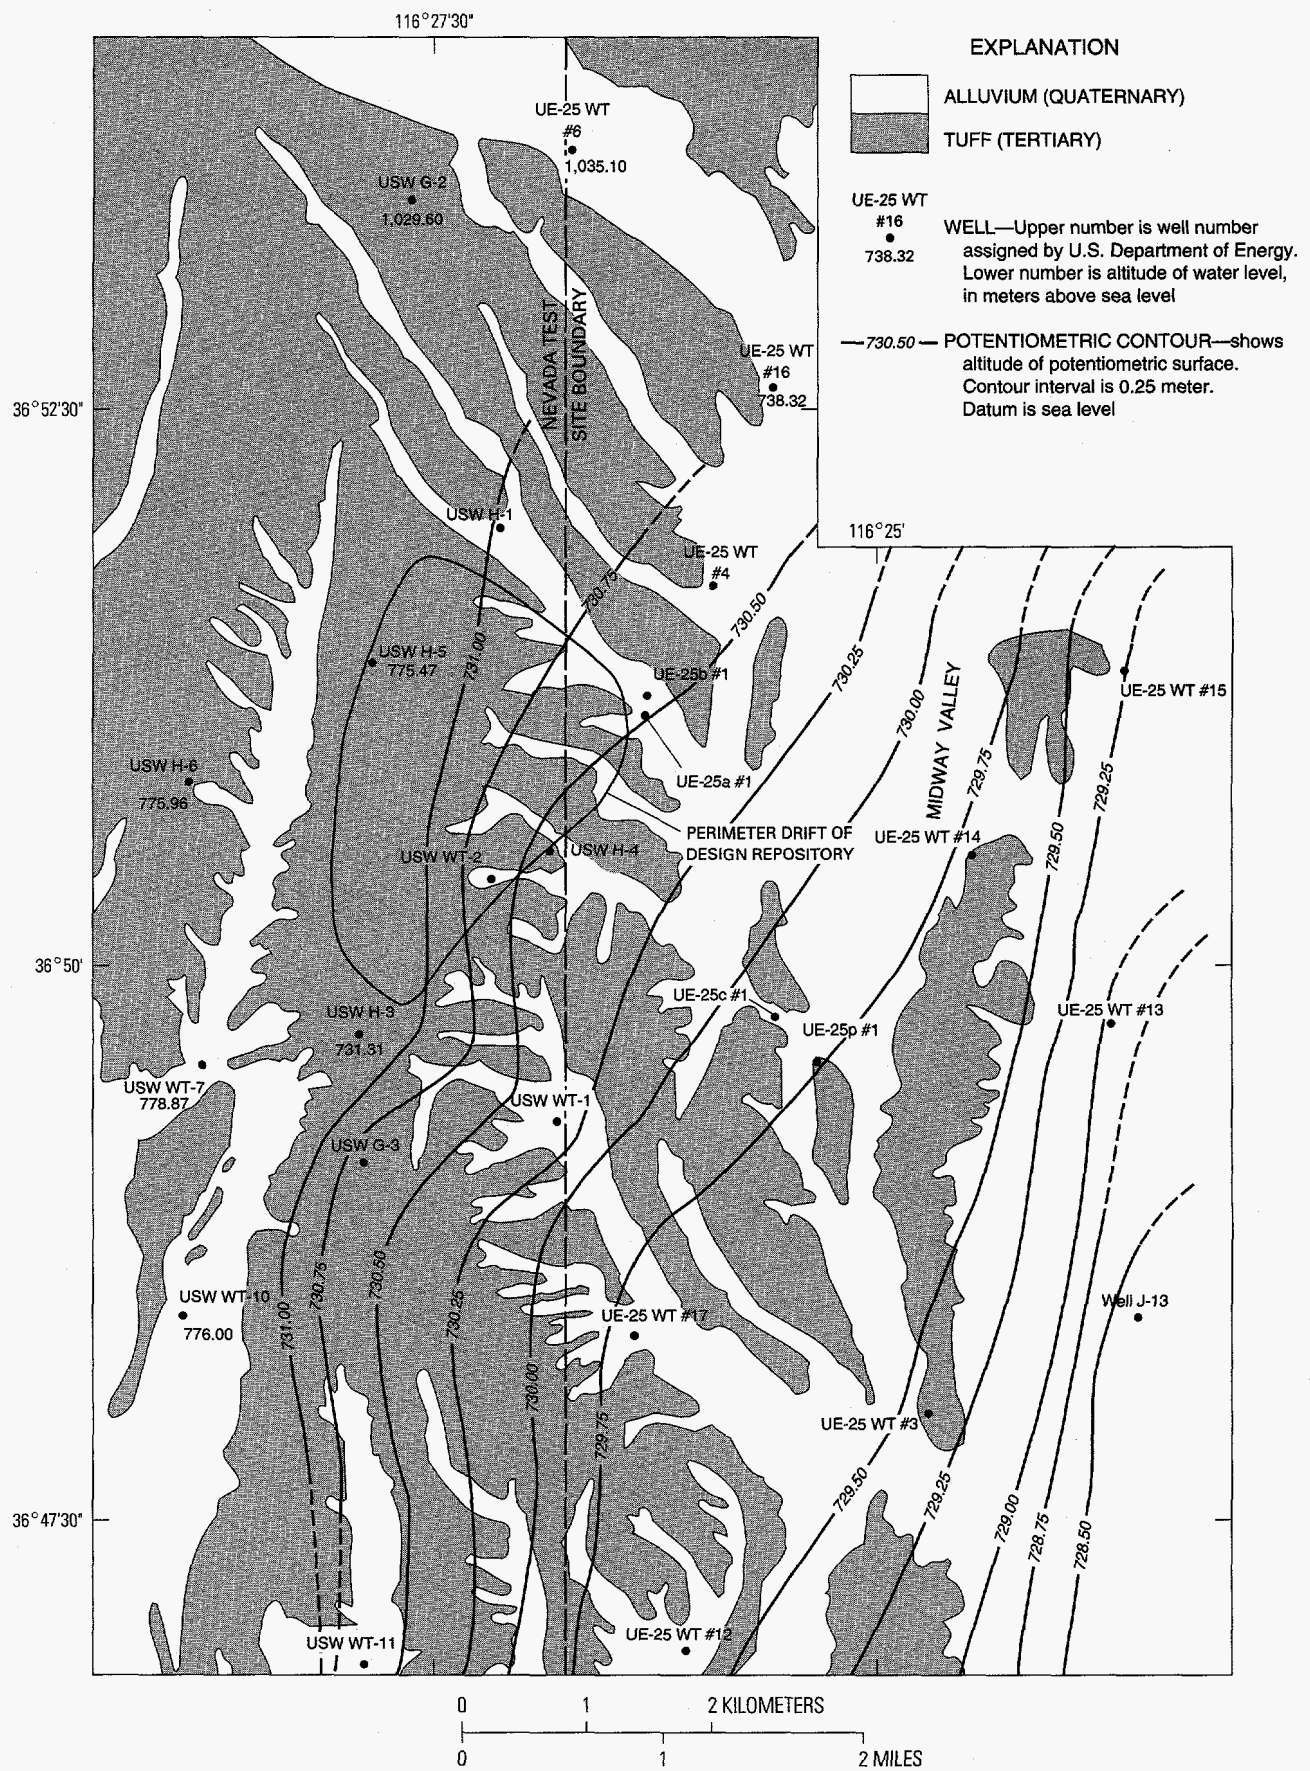 116°27'30"
EXPLANATION
ALLUVIUM (QUATERNARY)
TUFF (TERTIARY)
UE-25 WT
#16
738.32
WELL—Upper number is well number
assigned by U.S. Department of Energy.
Lower number is altitude of water level,
in meters above sea level
—730.50— POTENTIOMETRIC CONTOUR—shows
altitude of potentiometric surface.
Contour interval is 0.25 meter.
Datum is sea level
UE-25 WT
#6
1,035.10
USW G-2
1,029.60
NEVADA TEST
SITE BOUNDARY
UE-25 WT
#16
738.32
36°52'30"
USW H-1
116°25'
UE-25 WT
#4
730.75
730.50
731.00
USW H-5
775.47
730.25
UE-25b #1
730.00
MIDWAY VALLEY
UE-25 WT #15
USW H-6
775.96
UE-25a #1
729.75
729.25
PERIMETER DRIFT OF
DESIGN REPOSITORY
UE-25 WT #14
729.50
USW WT-2
USW H-4
36°50'
UE-25c #1
USW H-3
731.31
UE-25p #1
UE-25 WT #13
USW WT-7
778.87
USW WT-1
USW G-3
USW WT-10
776.00
731.00
730.75
730.50
730.25
730.00
729.75
UE-25 WT #17
Well J-13
UE-25 WT #3
729.50
729.25
729.00
728.75
728.50
36°47'30"
USW WT-11
UE-25 WT #12
0 1 2 KILOMETERS
0 1 2 MILES